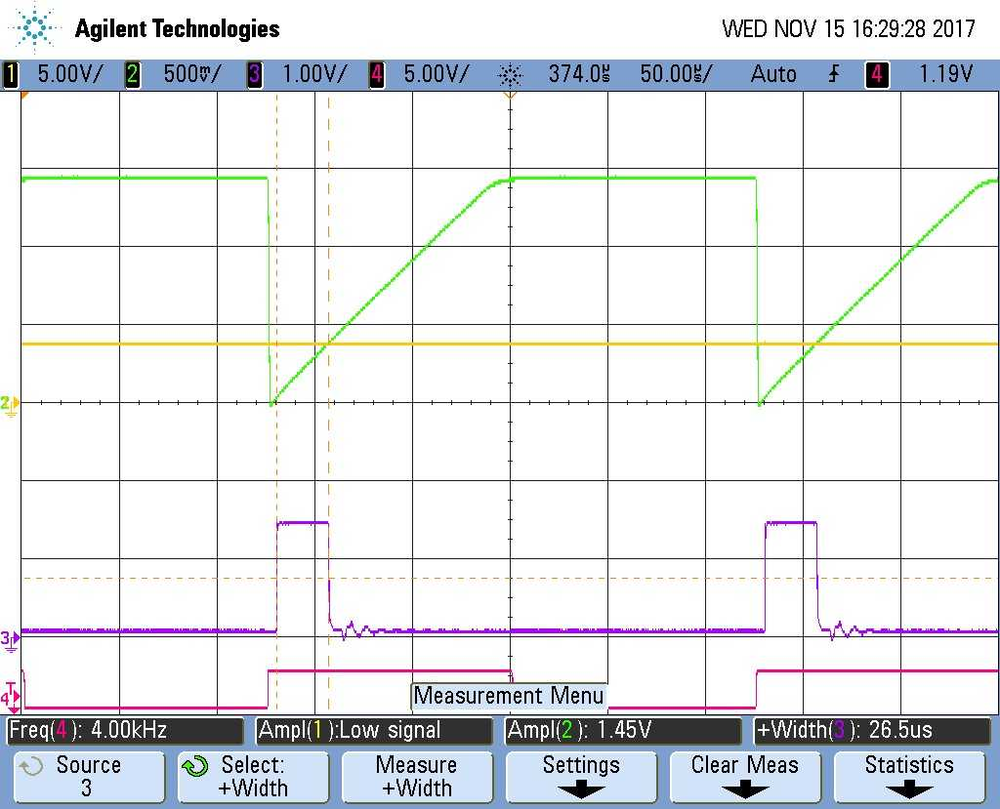 Agilent Technologies
WED NOV 15 16:29:28 2017
1 5.00V/ 2 500mV/ 3 1.00V/ 4 5.00V/ 374.0us 50.00us/ Auto 4 1.19V
2
3
T
4
Measurement Menu
Freq(4): 4.00kHz Ampl(1):Low signal Ampl(2): 1.45V +Width(3): 26.5us
Source Select: Measure Settings Clear Meas Statistics
3 +Width +Width